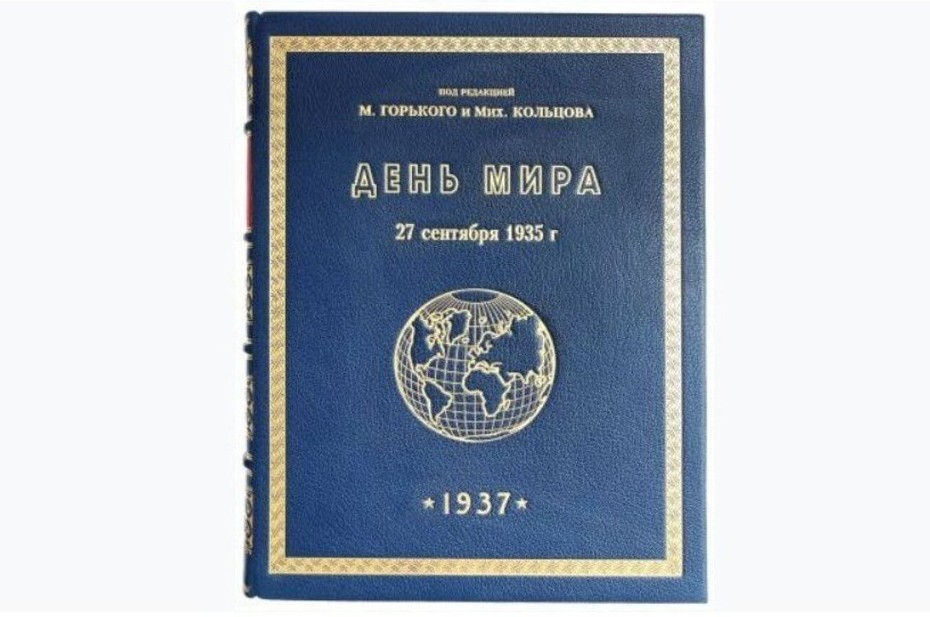 ПОД РЕДАКЦИЕЙ
М. ГОРЬКОГО и Мих. КОЛЬЦОВА
ДЕНЬ МИРА
27 сентября 1935 г
1937